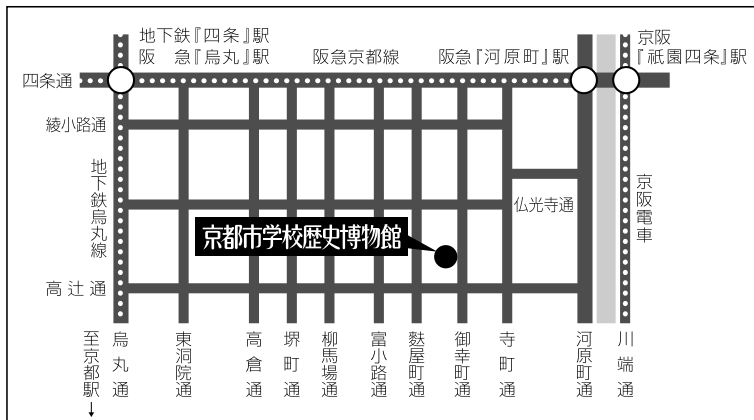 地下鉄『四条』駅
阪 急『烏丸』駅
阪急京都線
阪急『河原町』駅
京阪
『祇園四条』駅
四条通
綾小路通
地下鉄烏丸線
仏光寺通
京阪電車
京都市学校歴史博物館
高辻通
至京都駅
烏丸通
東洞院通
高倉通
堺町通
柳馬場通
富小路通
麩屋町通
御幸町通
寺町通
河原町通
川端通